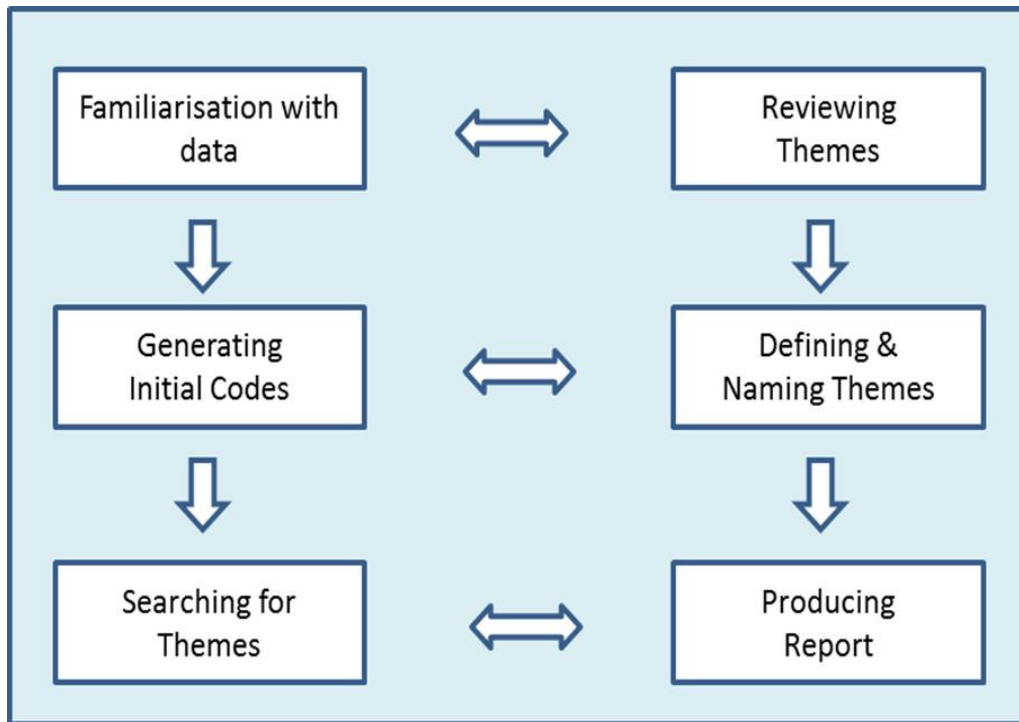 Familiarisation with
data
Reviewing
Themes
Generating
Initial Codes
Defining &
Naming Themes
Searching for
Themes
Producing
Report